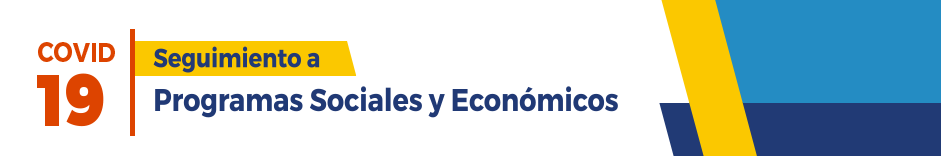 COVID
19
Seguimiento a
Programas Sociales y Económicos